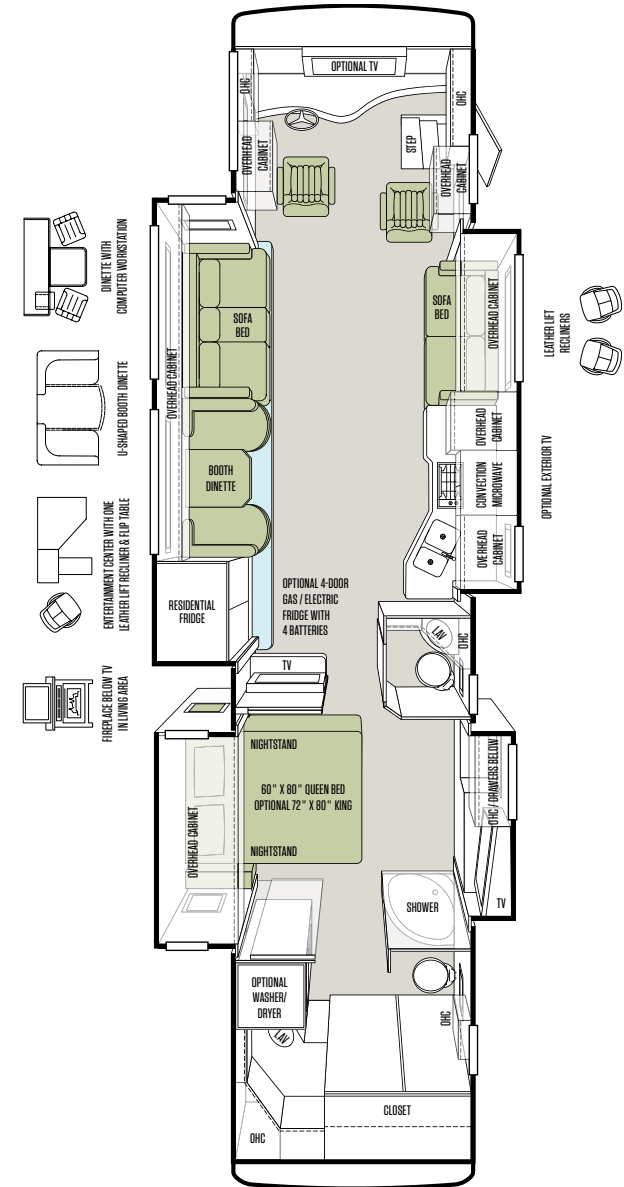 OPTIONAL TV
OHC
OHC
OVERHEAD
CABINET
STEP
OVERHEAD
CABINET
DINETTE WITH
COMPUTER WORKSTATION
OVERHEAD CABINET
SOFA
BED
SOFA
BED
OVERHEAD CABINET
LEATHER LIFT
RECLINERS
U-SHAPED BOOTH DINETTE
BOOTH
DINETTE
OVERHEAD
CABINET
CONVECTION
MICROWAVE
OVERHEAD
CABINET
OPTIONAL EXTERIOR TV
ENTERTAINMENT CENTER WITH ONE
LEATHER LIFT RECLINER & FLIP TABLE
RESIDENTIAL
FRIDGE
OPTIONAL 4-DOOR
GAS / ELECTRIC
FRIDGE WITH
4 BATTERIES
LAV
OHC
TV
FIREPLACE BELOW TV
IN LIVING AREA
NIGHTSTAND
60" X 80" QUEEN BED
OPTIONAL 72" X 80" KING
NIGHTSTAND
OVERHEAD CABINET
OHC / DRAWERS BELOW
TV
SHOWER
OPTIONAL
WASHER/
DRYER
LAV
OHC
CLOSET
OHC